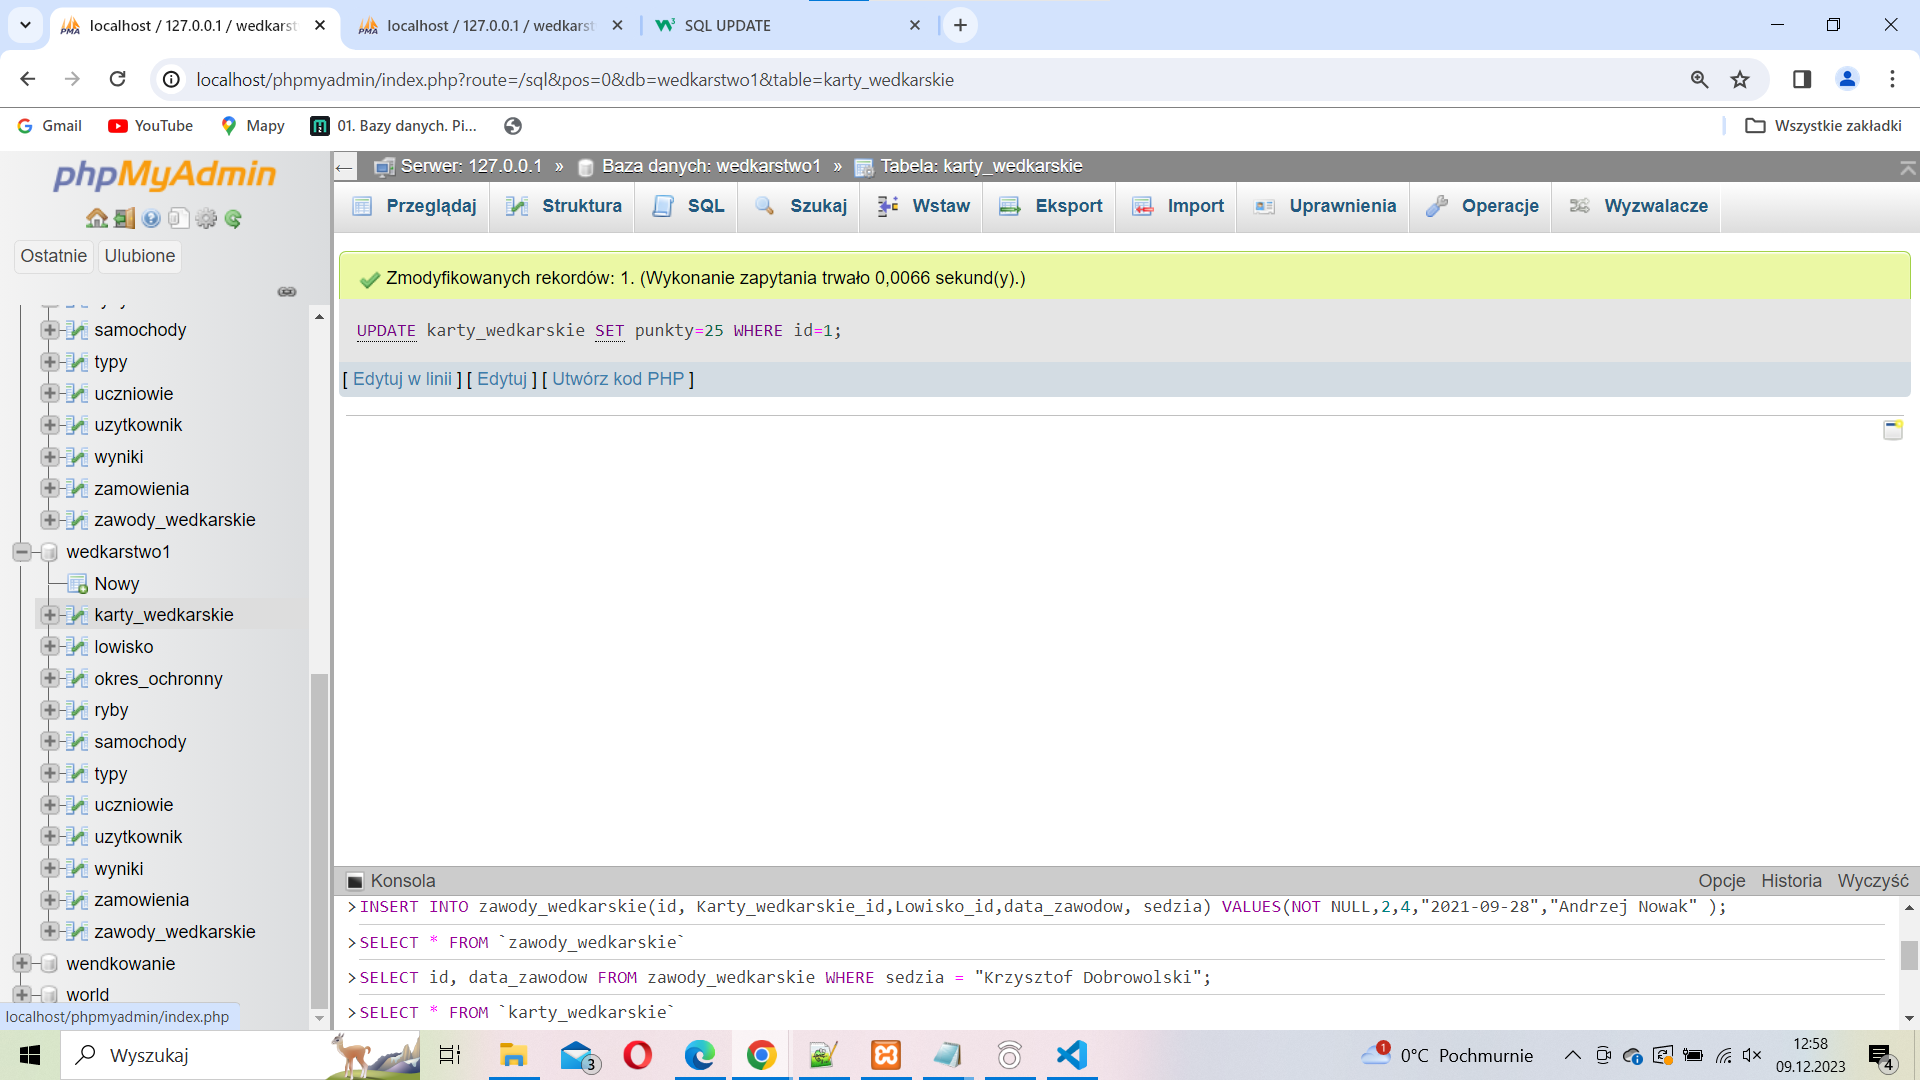 localhost / 127.0.0.1 / wedkarst
localhost / 127.0.0.1 / wedkarst
SQL UPDATE
localhost/phpmyadmin/index.php?route=/sql&pos=0&db=wedkarstwo1&table=karty_wedkarskie
Gmail
YouTube
Mapy
01. Bazy danych. Pi...
Wszystkie zakładki
phpMyAdmin
Ostatnie
Ulubione
samochody
typy
uczniowie
uzytkownik
wyniki
zamowienia
zawody_wedkarskie
wedkarstwo1
Nowy
karty_wedkarskie
lowisko
okres_ochronny
ryby
samochody
typy
uczniowie
uzytkownik
wyniki
zamowienia
zawody_wedkarskie
wendkowanie
world
localhost/phpmyadmin/index.php
Serwer: 127.0.0.1 » Baza danych: wedkarstwo1 » Tabela: karty_wedkarskie
Przeglądaj
Struktura
SQL
Szukaj
Wstaw
Eksport
Import
Uprawnienia
Operacje
Wyzwalacze
Zmodyfikowanych rekordów: 1. (Wykonanie zapytania trwało 0,0066 sekund(y).)
UPDATE karty_wedkarskie SET punkty=25 WHERE id=1;
[ Edytuj w linii ] [ Edytuj ] [ Utwórz kod PHP ]
Konsola
Opcje
Historia
Wyczyść
>INSERT INTO zawody_wedkarskie(id, Karty_wedkarskie_id,Lowisko_id,data_zawodow, sedzia) VALUES(NOT NULL,2,4,"2021-09-28","Andrzej Nowak" );
>SELECT * FROM `zawody_wedkarskie`
>SELECT id, data_zawodow FROM zawody_wedkarskie WHERE sedzia = "Krzysztof Dobrowolski";
>SELECT * FROM `karty_wedkarskie`
Wyszukaj
3
1
0°C Pochmurnie
12:58
09.12.2023
4